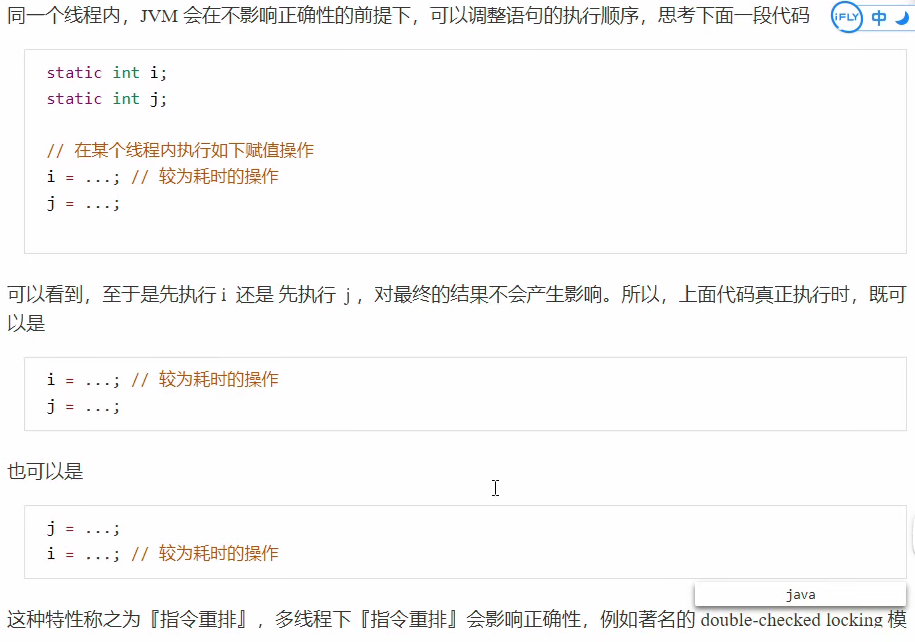 同一个线程内，JVM 会在不影响正确性的前提下，可以调整语句的执行顺序，思考下面一段代码
iFLY 中
static int i;
static int j;
// 在某个线程内执行如下赋值操作
i = ...; // 较为耗时的操作
j = ...;
可以看到，至于是先执行 i 还是 先执行 j ，对最终的结果不会产生影响。所以，上面代码真正执行时，既可
以是
i = ...; // 较为耗时的操作
j = ...;
也可以是
j = ...;
i = ...; // 较为耗时的操作
java
这种特性称之为『指令重排』，多线程下『指令重排』会影响正确性，例如著名的 double-checked locking 模